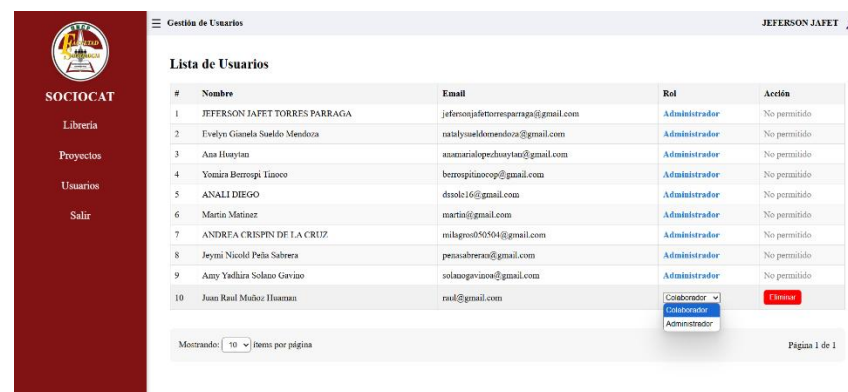 Gestión de Usuarios
JEFERSON JAFET
Lista de Usuarios
SOCIOCAT
Librería
Proyectos
Usuarios
Salir
# Nombre Email Rol Acción
1 JEFERSON JAFET TORRES PARRAGA jefersonjafettorresparraga@gmail.com Administrador No permitido
2 Evelyn Gianela Sueldo Mendoza natalysueldomendoza@gmail.com Administrador No permitido
3 Ana Huaytan anamarialopezhuaytan@gmail.com Administrador No permitido
4 Yomira Berrospi Tinoco berrospitinocop@gmail.com Administrador No permitido
5 ANALI DIEGO dssole16@gmail.com Administrador No permitido
6 Martin Matinez martin@gmail.com Administrador No permitido
7 ANDREA CRISPIN DE LA CRUZ milagros050504@gmail.com Administrador No permitido
8 Jeymi Nicold Peña Sabrera penasabreran@gmail.com Administrador No permitido
9 Amy Yadhira Solano Gavino solanogavinoa@gmail.com Administrador No permitido
10 Juan Raul Muñoz Huaman raul@gmail.com Colaborador Eliminar
Colaborador
Administrador
Mostrando: 10 ítems por página
Página 1 de 1